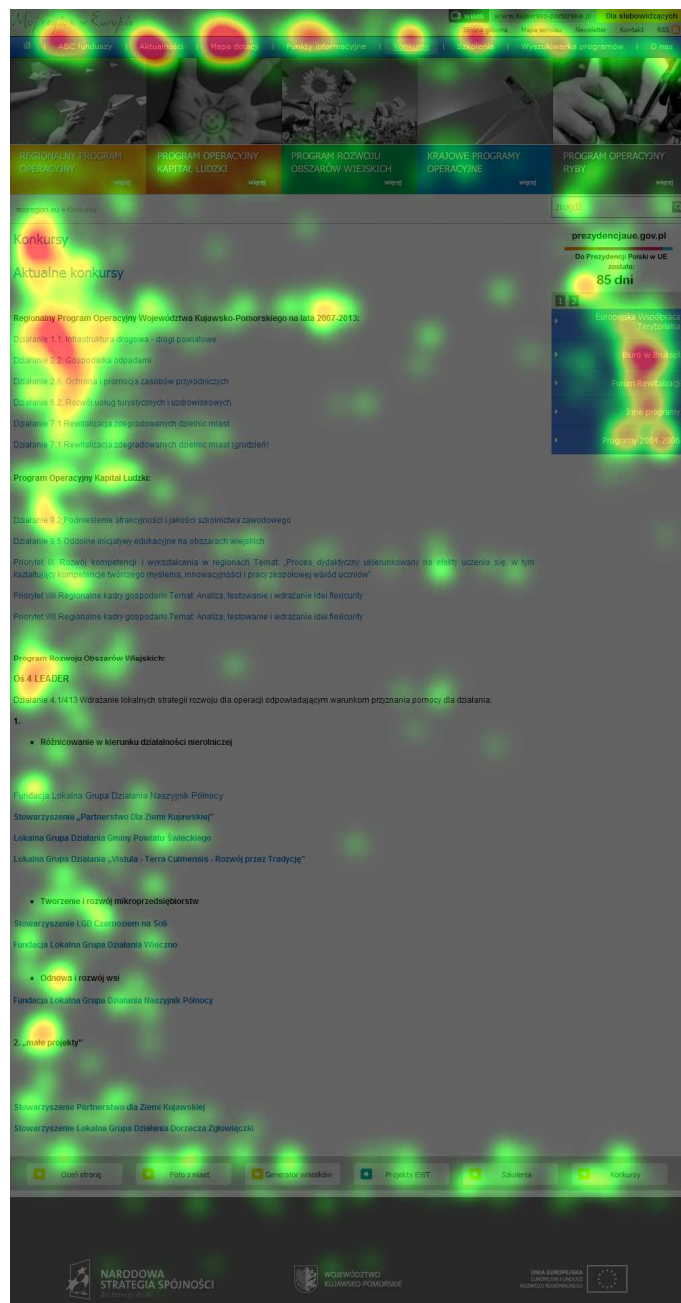 Mój region w Europie
wideo www.kujawsko-pomorskie.pl Dla słabowidzących
Strona główna Mapa serwisu Newsletter Kontakt RSS
ABC funduszy | Aktualności | Mapa dotacji | Punkty informacyjne | Konkursy | Szkolenia | Wyszukiwarka programów | O nas
REGIONALNY PROGRAM OPERACYJNY
więcej
PROGRAM OPERACYJNY KAPITAŁ LUDZKI
więcej
PROGRAM ROZWOJU OBSZARÓW WIEJSKICH
więcej
KRAJOWE PROGRAMY OPERACYJNE
więcej
PROGRAM OPERACYJNY RYBY
więcej
mojregion.eu » Konkursy
znajdź
Konkursy
Aktualne konkursy
Regionalny Program Operacyjny Województwa Kujawsko-Pomorskiego na lata 2007-2013:
Działanie 1.1. Infrastruktura drogowa - drogi powiatowe
Działanie 2.2. Gospodarka odpadami
Działanie 2.6. Ochrona i promocja zasobów przyrodniczych
Działanie 6.2. Rozwój usług turystycznych i uzdrowiskowych
Działanie 7.1 Rewitalizacja zdegradowanych dzielnic miast
Działanie 7.1 Rewitalizacja zdegradowanych dzielnic miast (grudzień)
Program Operacyjny Kapitał Ludzki:
Działanie 9.2 Podniesienie atrakcyjności i jakości szkolnictwa zawodowego
Działanie 9.5 Oddolne inicjatywy edukacyjne na obszarach wiejskich
Priorytet III. Rozwój kompetencji i wykształcenia w regionach Temat: „Proces dydaktyczny ukierunkowany na efekty uczenia się, w tym
kształtujący kompetencje twórczego myślenia, innowacyjności i pracy zespołowej wśród uczniów”
Priorytet VIII Regionalne kadry gospodarki Temat: Analiza, testowanie i wdrażanie idei flexicurity
Priorytet VIII Regionalne kadry gospodarki Temat: Analiza, testowanie i wdrażanie idei flexicurity
Program Rozwoju Obszarów Wiejskich:
Oś 4 LEADER
Działanie 4.1/413 Wdrażanie lokalnych strategii rozwoju dla operacji odpowiadającym warunkom przyznania pomocy dla działania:
1.
• Różnicowanie w kierunku działalności nierolniczej
Fundacja Lokalna Grupa Działania Naszyjnik Północy
Stowarzyszenie „Partnerstwo Dla Ziemi Kujawskiej”
Lokalna Grupa Działania Gminy Powiatu Świeckiego
Lokalna Grupa Działania „Vistula - Terra Culmensis - Rozwój przez Tradycję”
• Tworzenie i rozwój mikroprzedsiębiorstw
Stowarzyszenie LGD Czarnoziem na Soli
Fundacja Lokalna Grupa Działania Wieczno
• Odnowa i rozwój wsi
Fundacja Lokalna Grupa Działania Naszyjnik Północy
2. „małe projekty”
Stowarzyszenie Partnerstwo dla Ziemi Kujawskiej
Stowarzyszenie Lokalna Grupa Działania Dorzecza Zgłowiączki
prezydencjaue.gov.pl
Do Prezydencji Polski w UE
zostało:
85 dni
1 2
Europejska Współpraca
Terytorialna
Biuro w Brukseli
Forum Rewitalizacji
Inne programy
Programy 2004-2006
Oceń stronę
Foto z miast
Generator wniosków
Projekty EWT
Szkolenia
Konkursy
NARODOWA
STRATEGIA SPÓJNOŚCI
dla rozwoju Polski
WOJEWÓDZTWO
KUJAWSKO-POMORSKIE
UNIA EUROPEJSKA
EUROPEJSKI FUNDUSZ
ROZWOJU REGIONALNEGO